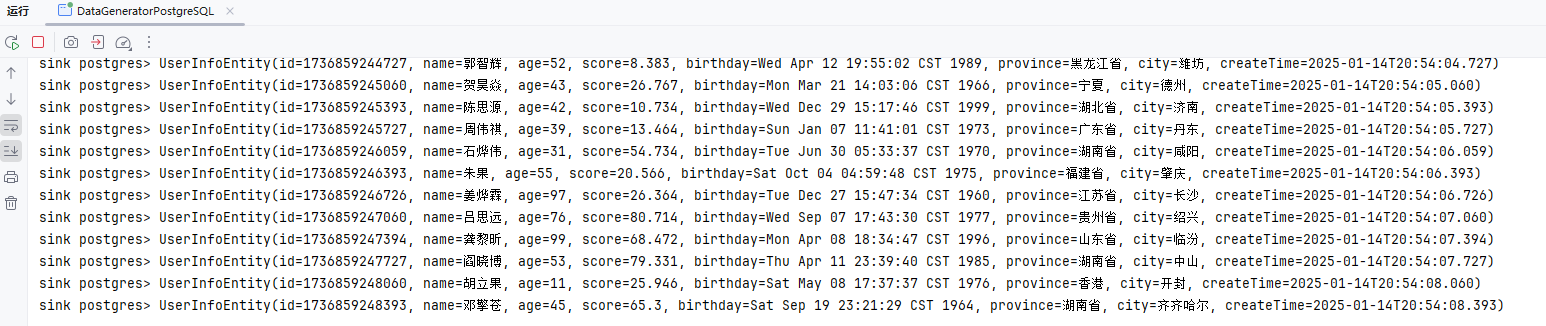 运行 DataGeneratorPostgreSQL
sink postgres> UserInfoEntity(id=1736859244727, name=郭智辉, age=52, score=8.383, birthday=Wed Apr 12 19:55:02 CST 1989, province=黑龙江省, city=潍坊, createTime=2025-01-14T20:54:04.727)
sink postgres> UserInfoEntity(id=1736859245060, name=贺昊焱, age=43, score=26.767, birthday=Mon Mar 21 14:03:06 CST 1966, province=宁夏, city=德州, createTime=2025-01-14T20:54:05.060)
sink postgres> UserInfoEntity(id=1736859245393, name=陈思源, age=42, score=10.734, birthday=Wed Dec 29 15:17:46 CST 1999, province=湖北省, city=济南, createTime=2025-01-14T20:54:05.393)
sink postgres> UserInfoEntity(id=1736859245727, name=周伟祺, age=39, score=13.464, birthday=Sun Jan 07 11:41:01 CST 1973, province=广东省, city=丹东, createTime=2025-01-14T20:54:05.727)
sink postgres> UserInfoEntity(id=1736859246059, name=石烨伟, age=31, score=54.734, birthday=Tue Jun 30 05:33:37 CST 1970, province=湖南省, city=咸阳, createTime=2025-01-14T20:54:06.059)
sink postgres> UserInfoEntity(id=1736859246393, name=朱果, age=55, score=20.566, birthday=Sat Oct 04 04:59:48 CST 1975, province=福建省, city=肇庆, createTime=2025-01-14T20:54:06.393)
sink postgres> UserInfoEntity(id=1736859246726, name=姜烨霖, age=97, score=26.364, birthday=Tue Dec 27 15:47:34 CST 1960, province=江苏省, city=长沙, createTime=2025-01-14T20:54:06.726)
sink postgres> UserInfoEntity(id=1736859247060, name=吕思远, age=76, score=80.714, birthday=Wed Sep 07 17:43:30 CST 1977, province=贵州省, city=绍兴, createTime=2025-01-14T20:54:07.060)
sink postgres> UserInfoEntity(id=1736859247394, name=龚黎昕, age=99, score=68.472, birthday=Mon Apr 08 18:34:47 CST 1996, province=山东省, city=临汾, createTime=2025-01-14T20:54:07.394)
sink postgres> UserInfoEntity(id=1736859247727, name=阎晓博, age=53, score=79.331, birthday=Thu Apr 11 23:39:40 CST 1985, province=湖南省, city=中山, createTime=2025-01-14T20:54:07.727)
sink postgres> UserInfoEntity(id=1736859248060, name=胡立果, age=11, score=25.946, birthday=Sat May 08 17:37:37 CST 1976, province=香港, city=开封, createTime=2025-01-14T20:54:08.060)
sink postgres> UserInfoEntity(id=1736859248393, name=邓擎苍, age=45, score=65.3, birthday=Sat Sep 19 23:21:29 CST 1964, province=湖南省, city=齐齐哈尔, createTime=2025-01-14T20:54:08.393)